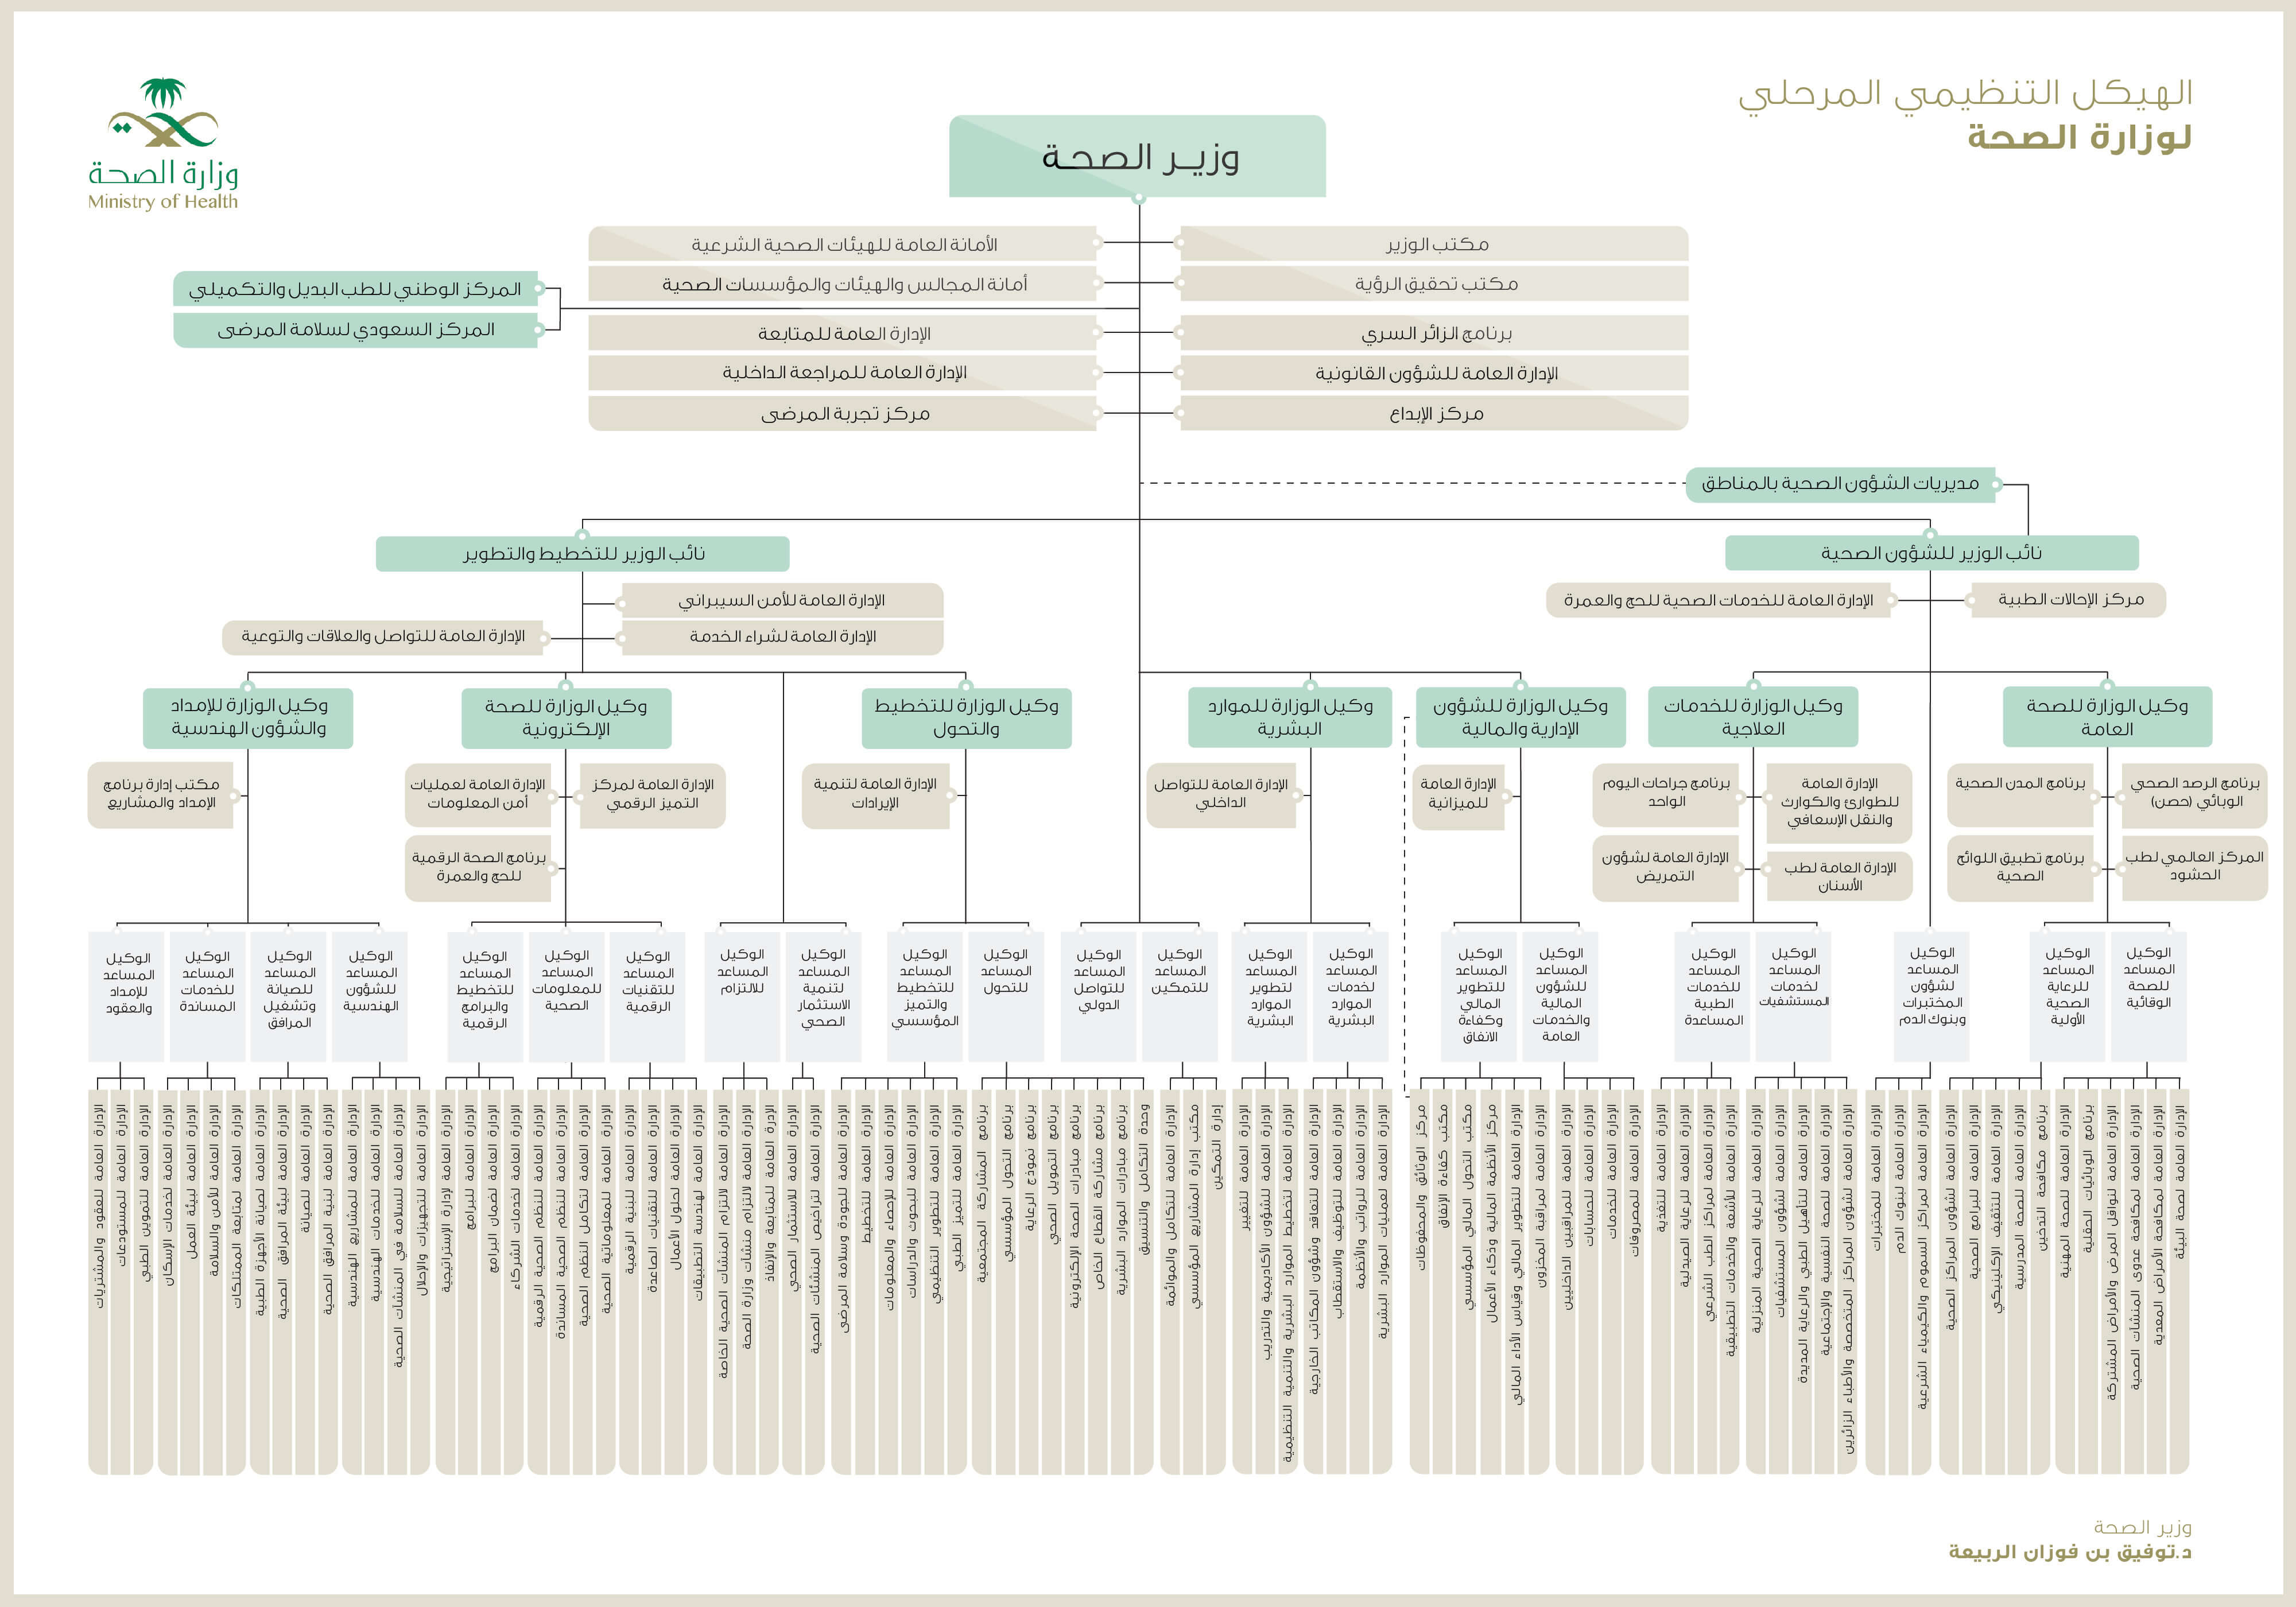 الهيكل التنظيمي المرحلي
لوزارة الصحة
وزارة الصحة
Ministry of Health
وزير الصحة
مكتب الوزير
الأمانة العامة للهيئات الصحية الشرعية
مكتب تحقيق الرؤية
أمانة المجالس والهيئات والمؤسسات الصحية
المركز الوطني للطب البديل والتكميلي
المركز السعودي لسلامة المرضى
برنامج الزائر السري
الإدارة العامة للمتابعة
الإدارة العامة للشؤون القانونية
الإدارة العامة للمراجعة الداخلية
مركز الإبداع
مركز تجربة المرضى
مديريات الشؤون الصحية بالمناطق
نائب الوزير للشؤون الصحية
نائب الوزير للتخطيط والتطوير
مركز الإحالات الطبية
الإدارة العامة للخدمات الصحية للحج والعمرة
الإدارة العامة للأمن السيبراني
الإدارة العامة لشراء الخدمة
الإدارة العامة للتواصل والعلاقات والتوعية
وكيل الوزارة للصحة
العامة
وكيل الوزارة للخدمات
العلاجية
وكيل الوزارة للشؤون
الإدارية والمالية
وكيل الوزارة للموارد
البشرية
وكيل الوزارة للتخطيط
والتحول
وكيل الوزارة للصحة
الإلكترونية
وكيل الوزارة للإمداد
والشؤون الهندسية
برنامج الرصد الصحي
الوبائي (حصن)
برنامج المدن الصحية
المركز العالمي لطب
الحشود
برنامج تطبيق اللوائح
الصحية
الإدارة العامة
للطوارئ والكوارث
والنقل الإسعافي
برنامج جراحات اليوم
الواحد
الإدارة العامة لطب
الأسنان
الإدارة العامة لشؤون
التمريض
الإدارة العامة
للميزانية
الإدارة العامة للتواصل
الداخلي
الإدارة العامة لتنمية
الإيرادات
الإدارة العامة لمركز
التميز الرقمي
الإدارة العامة لعمليات
أمن المعلومات
برنامج الصحة الرقمية
للحج والعمرة
مكتب إدارة برنامج
الإمداد والمشاريع
الوكيل
المساعد
للصحة
الوقائية
الوكيل
المساعد
للرعاية
الصحية
الأولية
الوكيل
المساعد
لشؤون
المختبرات
وبنوك الدم
الوكيل
المساعد
لخدمات
المستشفيات
الوكيل
المساعد
للخدمات
الطبية
المساعدة
الوكيل
المساعد
للشؤون
المالية
والخدمات
العامة
الوكيل
المساعد
للتطوير
المالي
وكفاءة
الانفاق
الوكيل
المساعد
لخدمات
الموارد
البشرية
الوكيل
المساعد
لتطوير
الموارد
البشرية
الوكيل
المساعد
للتمكين
الوكيل
المساعد
للتواصل
الدولي
الوكيل
المساعد
للتحول
الوكيل
المساعد
للتخطيط
والتميز
المؤسسي
الوكيل
المساعد
لتنمية
الاستثمار
الصحي
الوكيل
المساعد
للالتزام
الوكيل
المساعد
للتقنيات
الرقمية
الوكيل
المساعد
للمعلومات
الصحية
الوكيل
المساعد
للتخطيط
والبرامج
الرقمية
الوكيل
المساعد
للشؤون
الهندسية
الوكيل
المساعد
للصيانة
وتشغيل
المرافق
الوكيل
المساعد
للخدمات
المساندة
الوكيل
المساعد
للإمداد
والعقود
الإدارة العامة لصحة البيئة
الإدارة العامة لمكافحة الأمراض المعدية
الإدارة العامة لمكافحة عدوى المنشآت الصحية
الإدارة العامة لنواقل المرض والأمراض المشتركة
برنامج الوبائيات الحقلية
الإدارة العامة للصحة المهنية
برنامج مكافحة التدخين
الإدارة العامة للصحة المدرسية
الإدارة العامة للتثقيف الإكلينيكي
الإدارة العامة للبرامج الصحية
الإدارة العامة لشؤون المراكز الصحية
الإدارة العامة لمراكز السموم والكيمياء الشرعية
الإدارة العامة لبنوك الدم
الإدارة العامة للمختبرات
الإدارة العامة لشؤون المراكز المتخصصة والأطباء الزائرين
الإدارة العامة للصحة النفسية والإجتماعية
الإدارة العامة للتأهيل الطبي والرعاية المديدة
الإدارة العامة لشؤون المستشفيات
الإدارة العامة للرعاية الصحية المنزلية
الإدارة العامة للأشعة والخدمات التطبيقية
الإدارة العامة لمراكز الطب الشرعي
الإدارة العامة للرعاية الصيدلية
الإدارة العامة للتغذية
الإدارة العامة للمصروفات
الإدارة العامة للخدمات
الإدارة العامة للحسابات
الإدارة العامة للمراقبين الداخليين
الإدارة العامة لمراقبة المخزون
الإدارة العامة للتطوير المالي وقياس الأداء المالي
مركز الأنظمة المالية وذكاء الأعمال
مكتب التحول المالي المؤسسي
مكتب كفاءة الإنفاق
مركز الوثائق والمحفوظات
الإدارة العامة لعمليات الموارد البشرية
الإدارة العامة للرواتب والأنظمة
الإدارة العامة للتوظيف والاستقطاب
الإدارة العامة للتعاقد وشؤون المكاتب الخارجية
الإدارة العامة لتخطيط الموارد البشرية والتنمية التنظيمية
الإدارة العامة للشؤون الأكاديمية والتدريب
الإدارة العامة للتغيير
إدارة التمكين
مكتب إدارة المشاريع المؤسسي
الإدارة العامة للتكامل والموائمة
وحدة التكامل والتنسيق
برنامج مبادرات الموارد البشرية
برنامج مشاركة القطاع الخاص
برنامج مبادرات الصحة الإلكترونية
برنامج التمويل الصحي
برنامج نموذج الرعاية
برنامج التحول المؤسسي
برنامج المشاركة المجتمعية
الإدارة العامة للتميز الطبي
الإدارة العامة للتطوير التنظيمي
الإدارة العامة للبحوث والدراسات
الإدارة العامة للإحصاء والمعلومات
الإدارة العامة للتخطيط
الإدارة العامة للجودة وسلامة المرضى
الإدارة العامة لتراخيص المنشئات الصحية
الإدارة العامة للاستثمار الصحي
الإدارة العامة للمتابعة والإنفاذ
الإدارة العامة لالتزام منشآت وزارة الصحة
الإدارة العامة لالتزام المنشآت الصحية الخاصة
الإدارة العامة لهندسة التطبيقات
الإدارة العامة لحلول الأعمال
الإدارة العامة للتقنيات الصاعدة
الإدارة العامة للبنية الرقمية
الإدارة العامة للمعلوماتية الصحية
الإدارة العامة لتكامل النظم الصحية
الإدارة العامة للنظم الصحية المساندة
الإدارة العامة للنظم الصحية الرقمية
الإدارة العامة لخدمات الشركاء
الإدارة العامة لضمان البرامج
الإدارة العامة للبرامج
الإدارة العامة لإدارة الإستراتيجية
الإدارة العامة للتجهيزات والإحلال
الإدارة العامة للسلامة في المنشآت الصحية
الإدارة العامة للخدمات الهندسية
الإدارة العامة للمشاريع الهندسية
الإدارة العامة لبنية المرافق الصحية
الإدارة العامة للصيانة
الإدارة العامة لبيئة المرافق الصحية
الإدارة العامة لصيانة الأجهزة الطبية
الإدارة العامة لمتابعة الممتلكات
الإدارة العامة للأمن والسلامة
الإدارة العامة لبيئة العمل
الإدارة العامة لخدمات الإسكان
الإدارة العامة للتموين الطبي
الإدارة العامة للمستودعات
الإدارة العامة للعقود والمشتريات
وزير الصحة
د.توفيق بن فوزان الربيعة